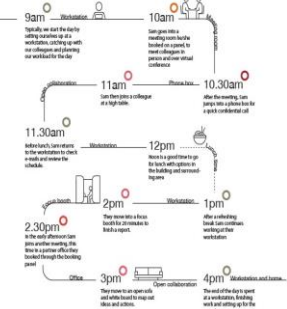 9am
Workstation
10am
Meeting room
Typically, we start the day by
setting ourselves up at a
workstation, catching up with
our colleagues and planning
our workload for the day
Sam goes into a
meeting room he/she
booked on a panel, to
meet colleagues in
person and over virtual
conference
Open collaboration
11am
Phone box
10.30am
Sam then joins a colleague
at a high table.
After the meeting, Sam
jumps into a phone box for
a quick confidential call
11.30am
Workstation
12pm
Before lunch, Sam returns
to the workstation to check
e-mails and review the
schedule.
Noon is a good time to go
for lunch with options in
the building and surround-
ing area
Focus booth
2pm
Workstation
1pm
They move into a focus
booth for 20 minutes to
finish a report.
After a refreshing
break Sam continues
working at their
workstation
2.30pm
In the early afternoon Sam
joins another meeting, this
time in a partner office they
booked through the booking
panel
Office
3pm
Open collaboration
4pm
Workstation and home
They move to an open sofa
and white board to map out
ideas and actions.
The end of the day is spent
at a workstation, finishing
work and setting up for the